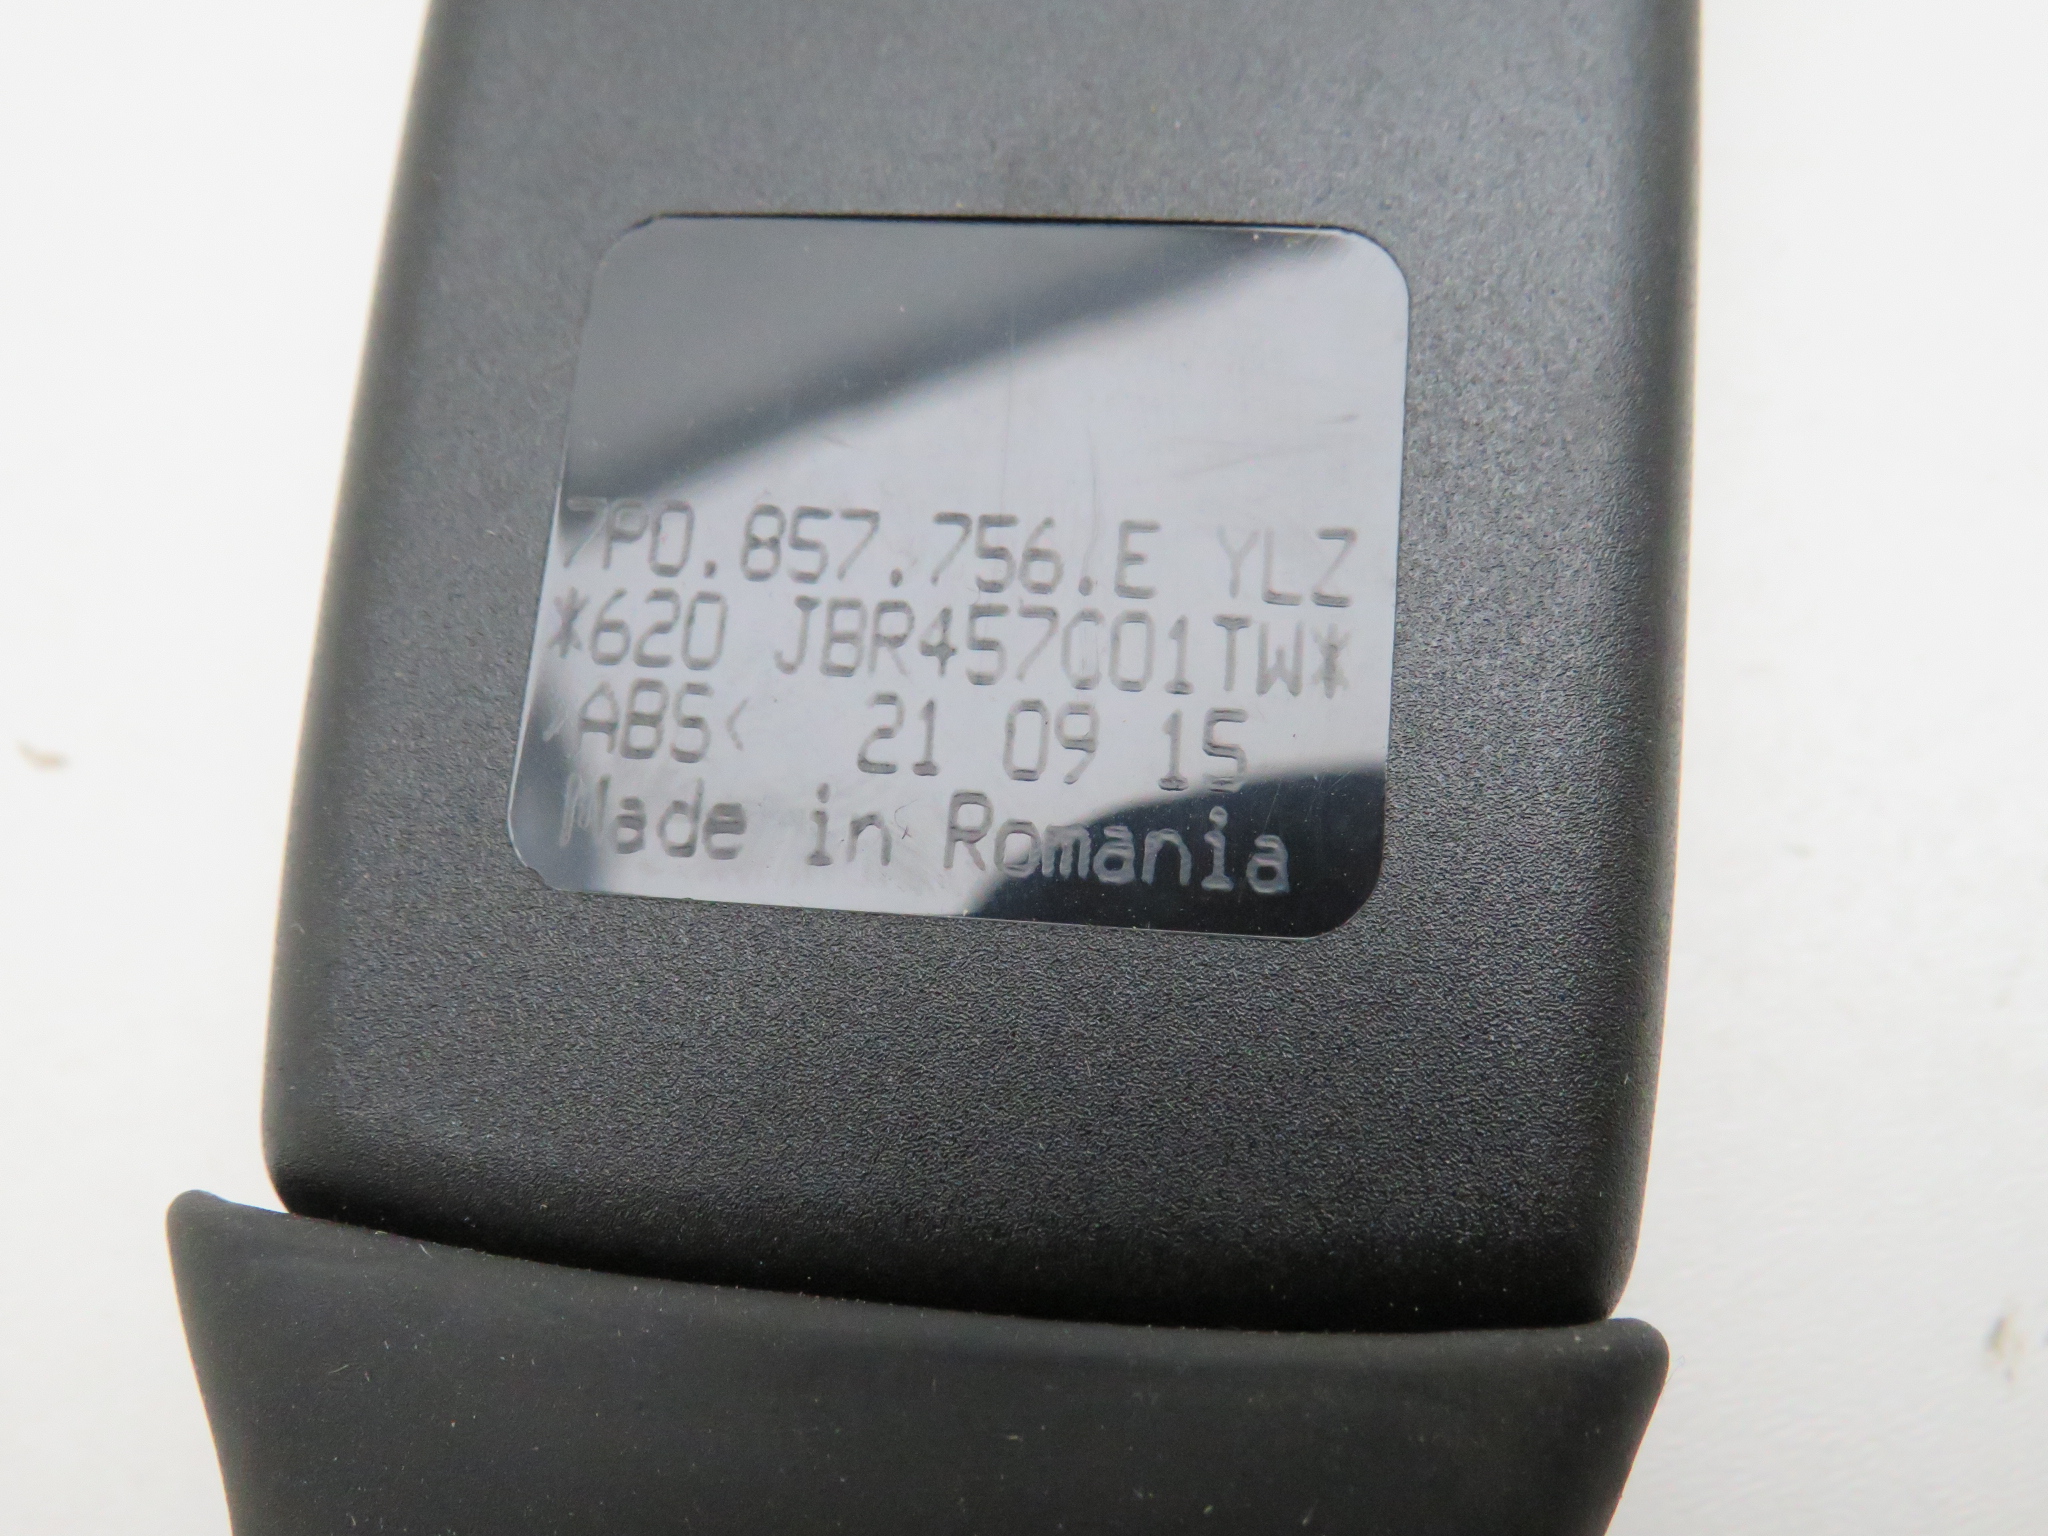 7P0.857.756.E YLZ
*620 JBR457C01TW*
>ABS< 21 09 15
Made in Romania